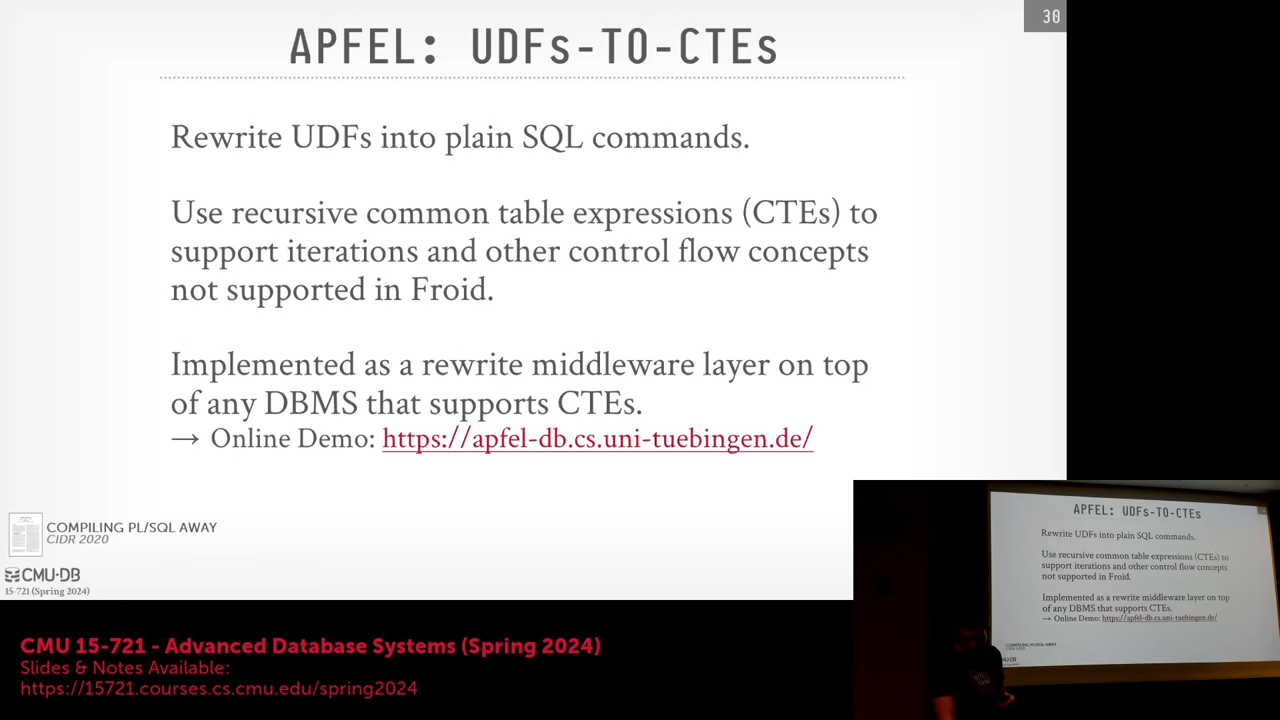 30
APFEL: UDFs-TO-CTEs
Rewrite UDFs into plain SQL commands.
Use recursive common table expressions (CTEs) to
support iterations and other control flow concepts
not supported in Froid.
Implemented as a rewrite middleware layer on top
of any DBMS that supports CTEs.
→ Online Demo: https://apfel-db.cs.uni-tuebingen.de/
COMPILING PL/SQL AWAY
CIDR 2020
CMU·DB
15-721 (Spring 2024)
APFEL: UDFs-TO-CTEs
Rewrite UDFs into plain SQL commands.
Use recursive common table expressions (CTEs) to
support iterations and other control flow concepts
not supported in Froid.
Implemented as a rewrite middleware layer on top
of any DBMS that supports CTEs.
→ Online Demo: https://apfel-db.cs.uni-tuebingen.de/
COMPILING PL/SQL AWAY
CMU 15-721 - Advanced Database Systems (Spring 2024)
Slides & Notes Available:
https://15721.courses.cs.cmu.edu/spring2024